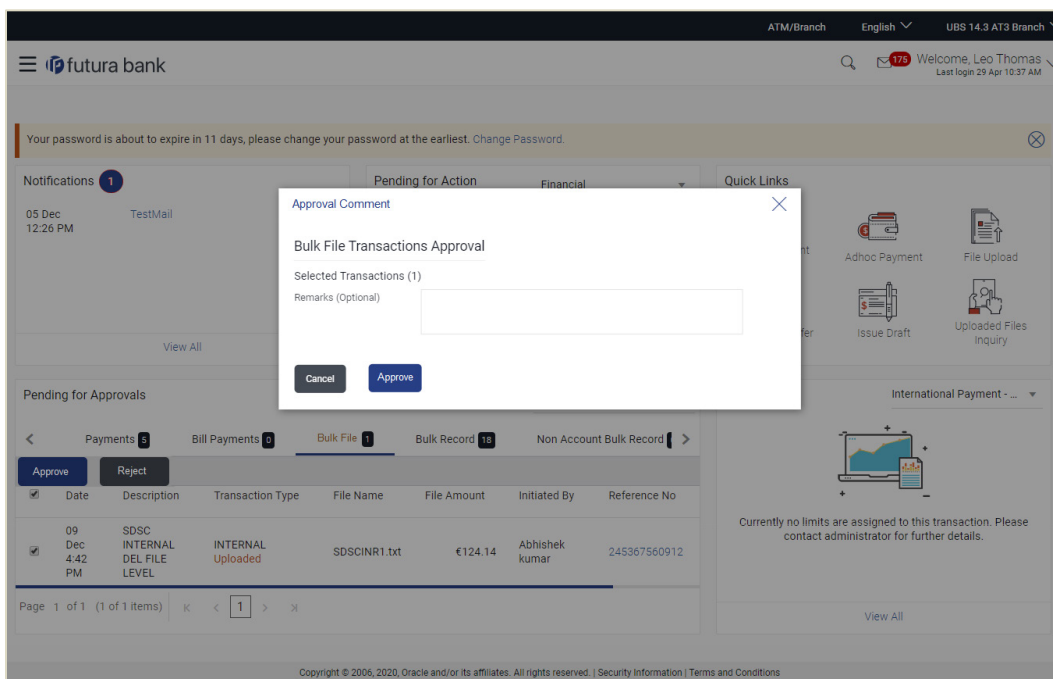 ATM/Branch English UBS 14.3 AT3 Branch
futura bank
175 Welcome, Leo Thomas
Last login 29 Apr 10:37 AM
Your password is about to expire in 11 days, please change your password at the earliest. Change Password.
Notifications 1
05 Dec
12:26 PM
TestMail
View All
Pending for Action Financial
Quick Links
nt
Adhoc Payment
File Upload
fer
Issue Draft
Uploaded Files
Inquiry
Approval Comment
Bulk File Transactions Approval
Selected Transactions (1)
Remarks (Optional)
Cancel Approve
Pending for Approvals
Payments 5 Bill Payments 0 Bulk File 1 Bulk Record 18 Non Account Bulk Record
Approve Reject
Date Description Transaction Type File Name File Amount Initiated By Reference No
09
Dec
4:42
PM
SDSC
INTERNAL
DEL FILE
LEVEL
INTERNAL
Uploaded
SDSCINR1.txt
€124.14
Abhishek
kumar
245367560912
Page 1 of 1 (1 of 1 items) K < 1 > >|
International Payment - ...
Currently no limits are assigned to this transaction. Please
contact administrator for further details.
View All
Copyright © 2006, 2020, Oracle and/or its affiliates. All rights reserved. | Security Information | Terms and Conditions